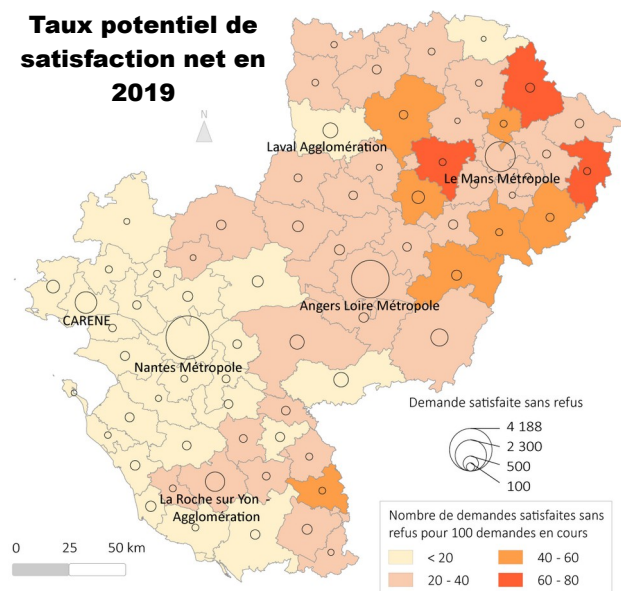 Taux potentiel de
satisfaction net en
2019
N
Laval Agglomération
Le Mans Métropole
Angers Loire Métropole
CARENE
Nantes Métropole
Demande satisfaite sans refus
4 188
2 300
500
100
La Roche sur Yon -
Agglomération
0 25 50 km
Nombre de demandes satisfaites sans
refus pour 100 demandes en cours
< 20 40 - 60
20 - 40 60 - 80